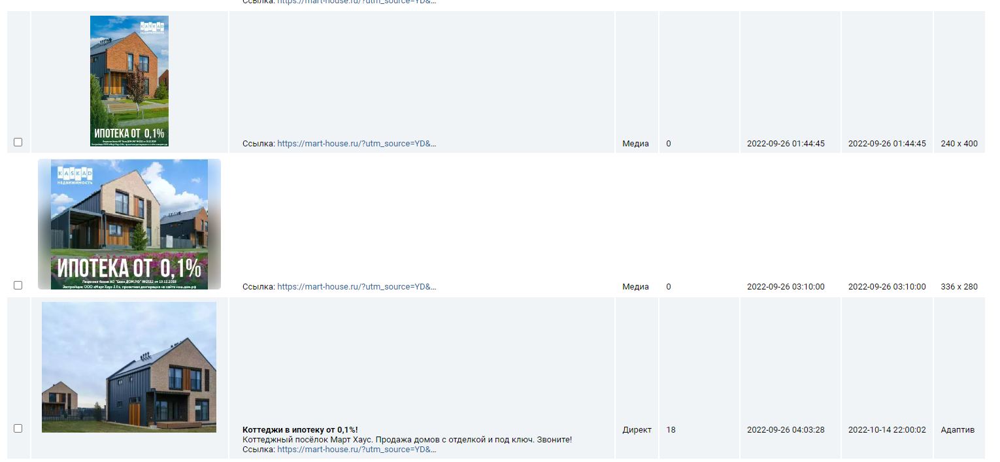 Ссылка: https://mart-house.ru/?utm_source=YD&...
KASKAD
НЕДВИЖИМОСТЬ
ИПОТЕКА ОТ 0,1%
Ссылка: https://mart-house.ru/?utm_source=YD&...
Медиа
0
2022-09-26 01:44:45
2022-09-26 01:44:45
240 x 400
KASKAD
НЕДВИЖИМОСТЬ
ИПОТЕКА ОТ 0,1%
Лицензия банка АО "Банк ДОМ.РФ" №2312 от 19.12.2018
Застройщик ООО «Март Хауз 2.0», проектная декларация на сайте наш.дом.рф
Ссылка: https://mart-house.ru/?utm_source=YD&...
Медиа
0
2022-09-26 03:10:00
2022-09-26 03:10:00
336 x 280
Коттеджи в ипотеку от 0,1%!
Коттеджный посёлок Март Хаус. Продажа домов с отделкой и под ключ. Звоните!
Ссылка: https://mart-house.ru/?utm_source=YD&...
Директ
18
2022-09-26 04:03:28
2022-10-14 22:00:02
Адаптив